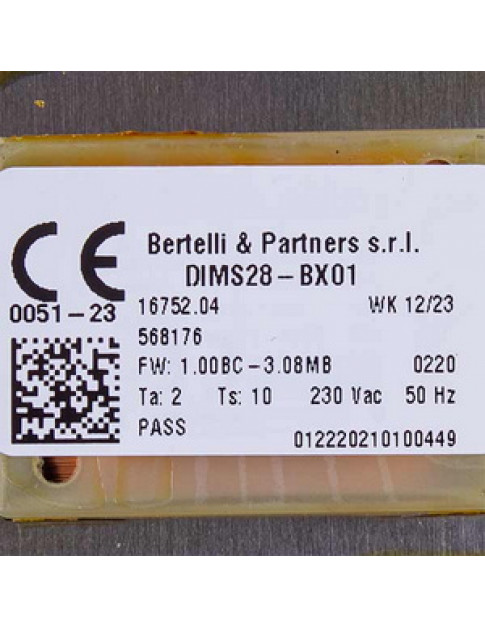 CE
Bertelli & Partners s.r.l.
DIMS28-BX01
0051-23
16752.04 WK 12/23
568176
FW: 1.00BC-3.08MB 0220
Ta: 2 Ts: 10 230 Vac 50 Hz
PASS 012220210100449